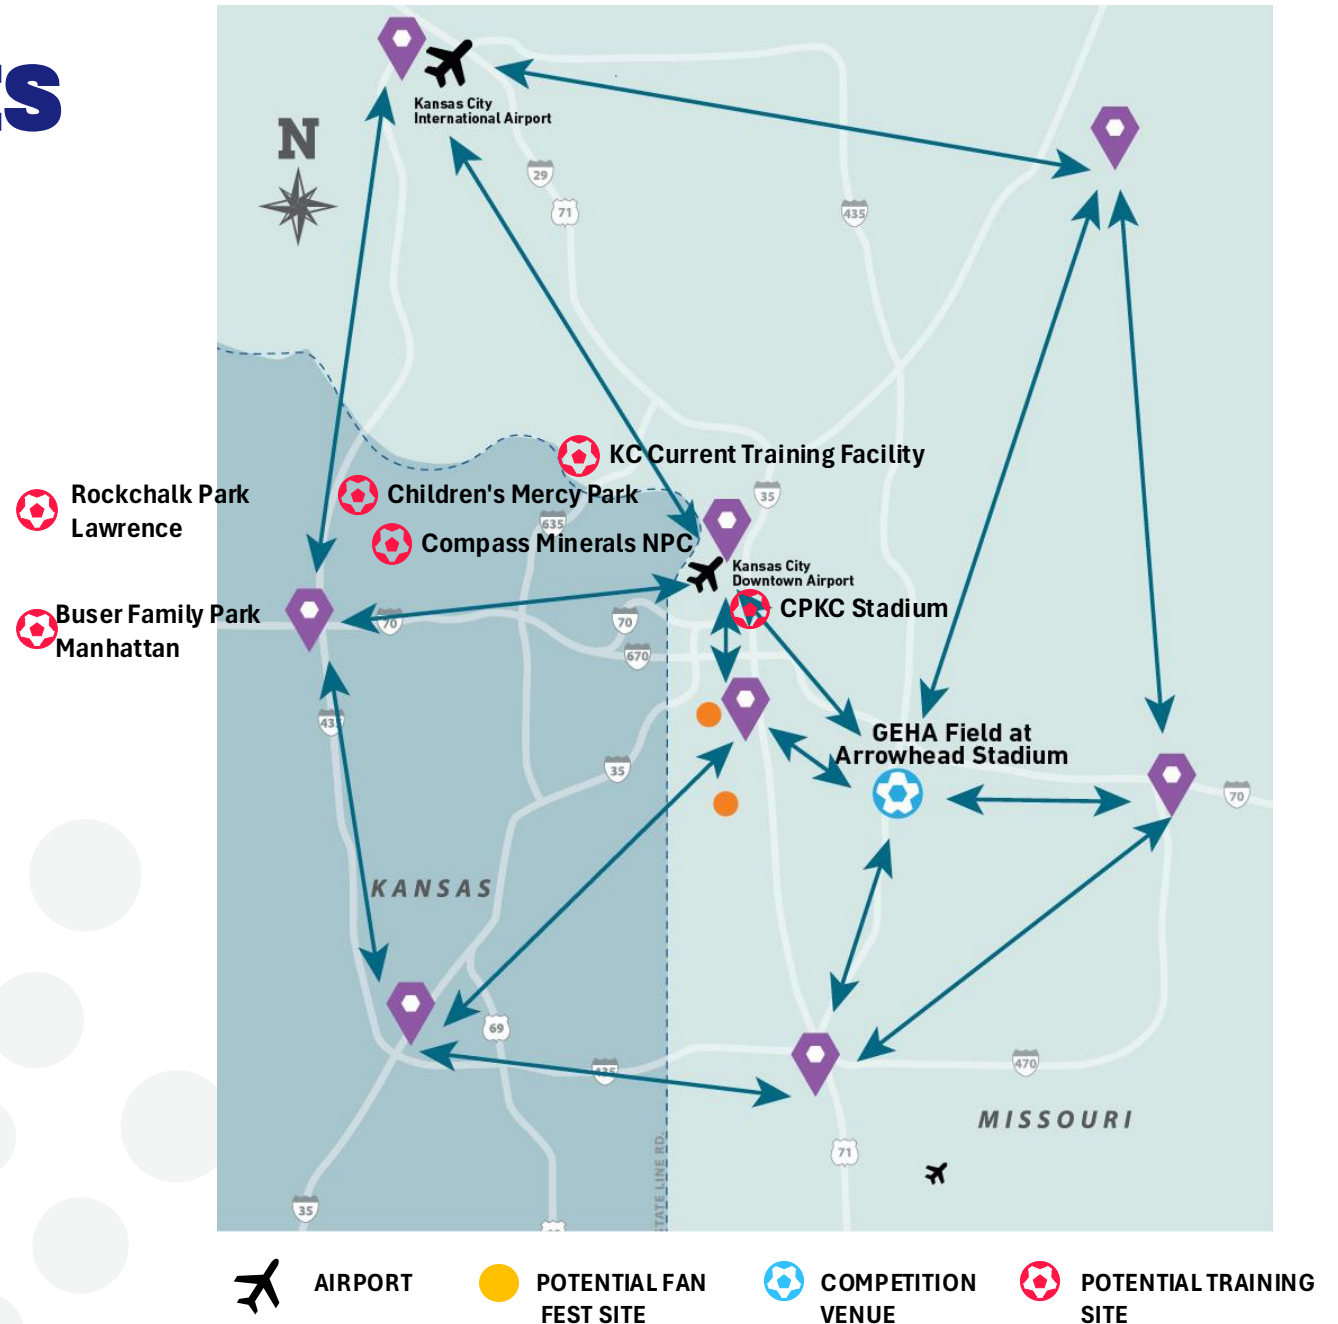 N
Kansas City
International Airport
29
71
435
KC Current Training Facility
Rockchalk Park
Lawrence
Children's Mercy Park
35
635
Compass Minerals NPC
Kansas City
Downtown Airport
Buser Family Park
Manhattan
70
70
CPKC Stadium
670
435
GEHA Field at
Arrowhead Stadium
35
70
KANSAS
69
435
470
MISSOURI
71
35
AIRPORT
POTENTIAL FAN
FEST SITE
COMPETITION
VENUE
POTENTIAL TRAINING
SITE